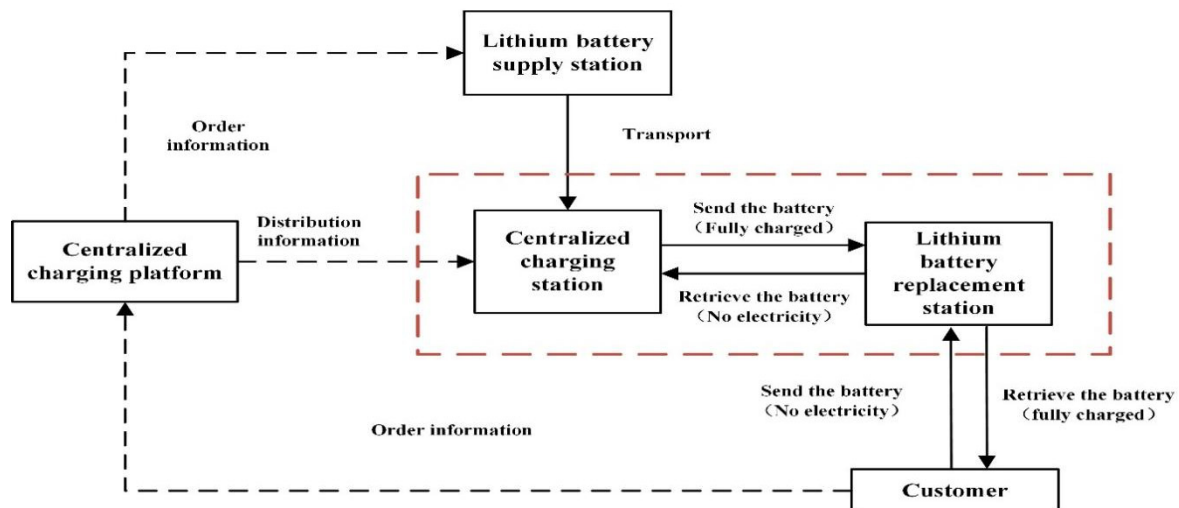 Lithium battery
supply station
Order
information
Transport
Distribution
information
Send the battery
（Fully charged）
Centralized
charging platform
Centralized
charging
station
Lithium
battery
replacement
station
Retrieve the battery
（No electricity）
Send the battery
（No electricity）
Retrieve the battery
（fully charged）
Order information
Customer